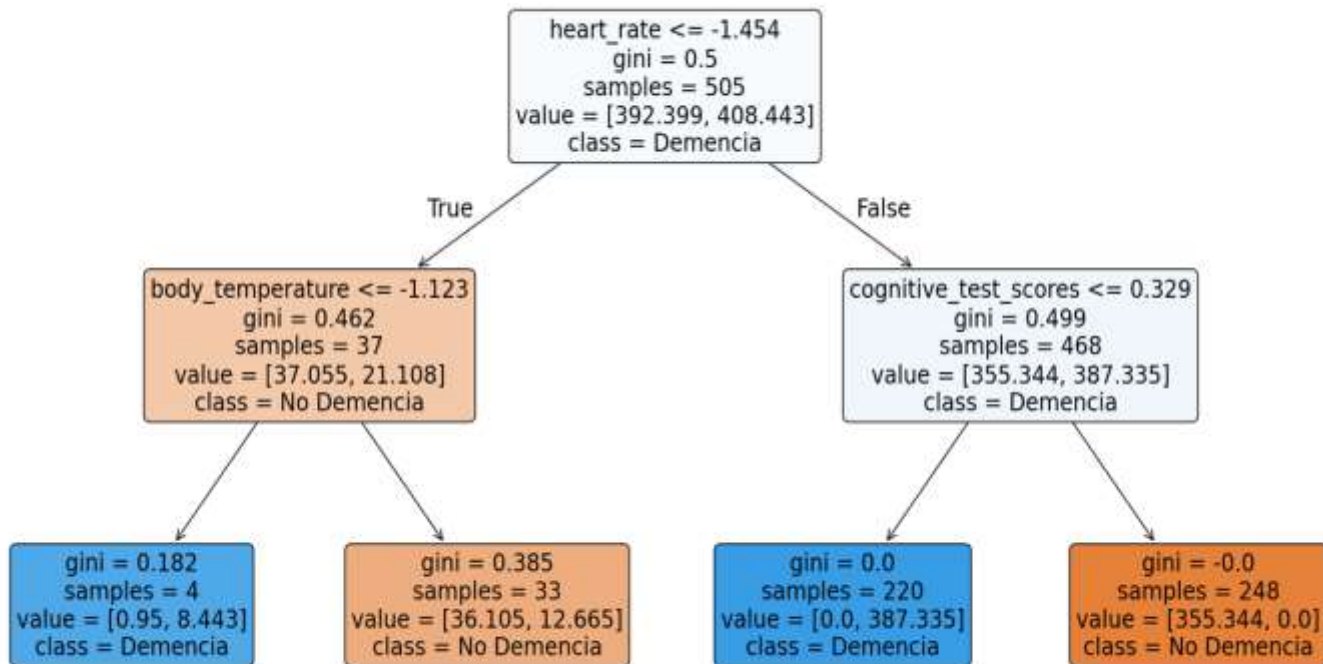 heart_rate <= -1.454
gini = 0.5
samples = 505
value = [392.399, 408.443]
class = Demencia
True
False
body_temperature <= -1.123
gini = 0.462
samples = 37
value = [37.055, 21.108]
class = No Demencia
cognitive_test_scores <= 0.329
gini = 0.499
samples = 468
value = [355.344, 387.335]
class = Demencia
gini = 0.182
samples = 4
value = [0.95, 8.443]
class = Demencia
gini = 0.385
samples = 33
value = [36.105, 12.665]
class = No Demencia
gini = 0.0
samples = 220
value = [0.0, 387.335]
class = Demencia
gini = -0.0
samples = 248
value = [355.344, 0.0]
class = No Demencia